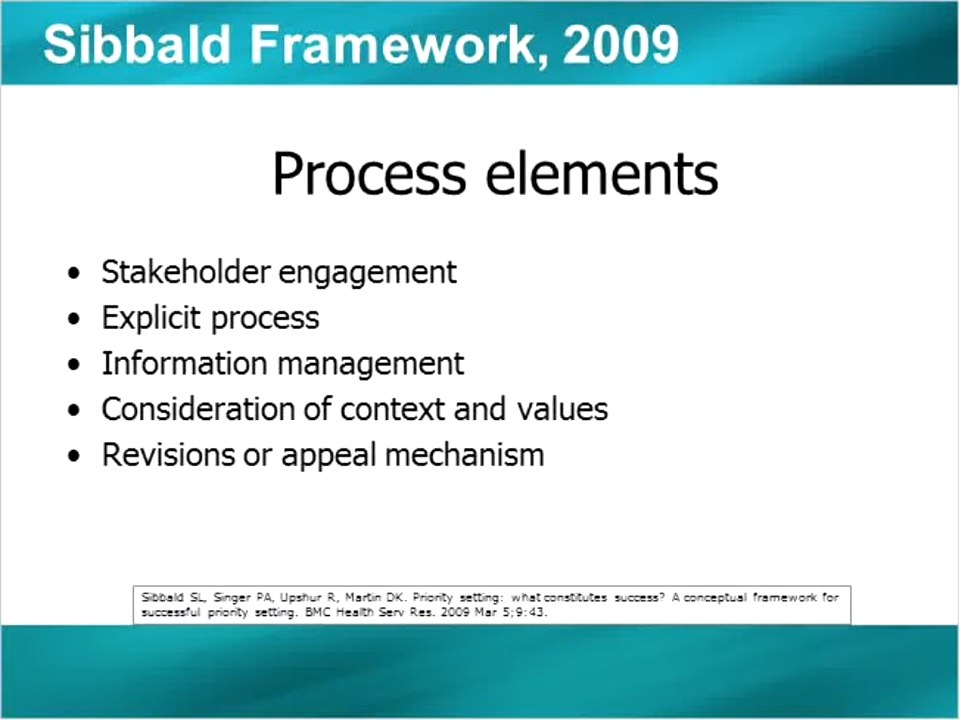 Sibbald Framework, 2009
Process elements
• Stakeholder engagement
• Explicit process
• Information management
• Consideration of context and values
• Revisions or appeal mechanism
Sibbald SL, Singer PA, Upshur R, Martin DK. Priority setting: what constitutes success? A conceptual framework for
successful priority setting. BMC Health Serv Res. 2009 Mar 5;9:43.